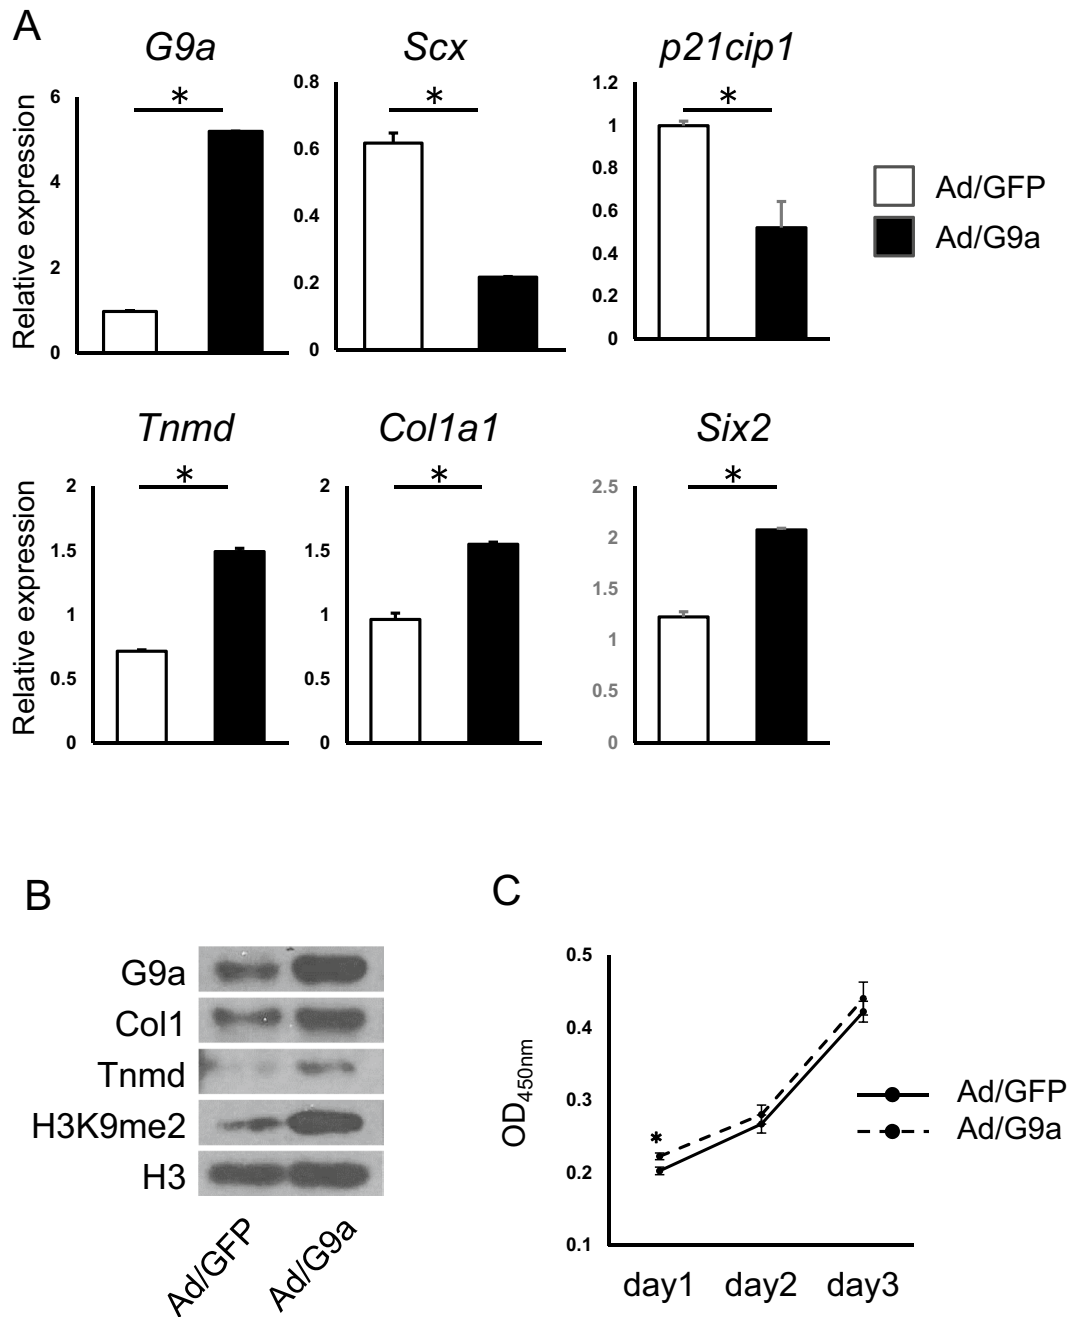 A
G9a
Scx
p21cip1
Relative expression
6
4
2
0
*
0.8
0.6
0.4
0.2
0
*
1.2
1
0.8
0.6
0.4
0.2
0
*
Ad/GFP
Ad/G9a
Tnmd
Col1a1
Six2
Relative expression
2
1.5
1
0.5
0
*
2
1.5
1
0.5
0
*
2.5
2
1.5
1
0.5
0
*
B
G9a
Col1
Tnmd
H3K9me2
H3
Ad/GFP
Ad/G9a
C
OD450nm
0.5
0.4
0.3
0.2
0.1
*
day1 day2 day3
Ad/GFP
Ad/G9a